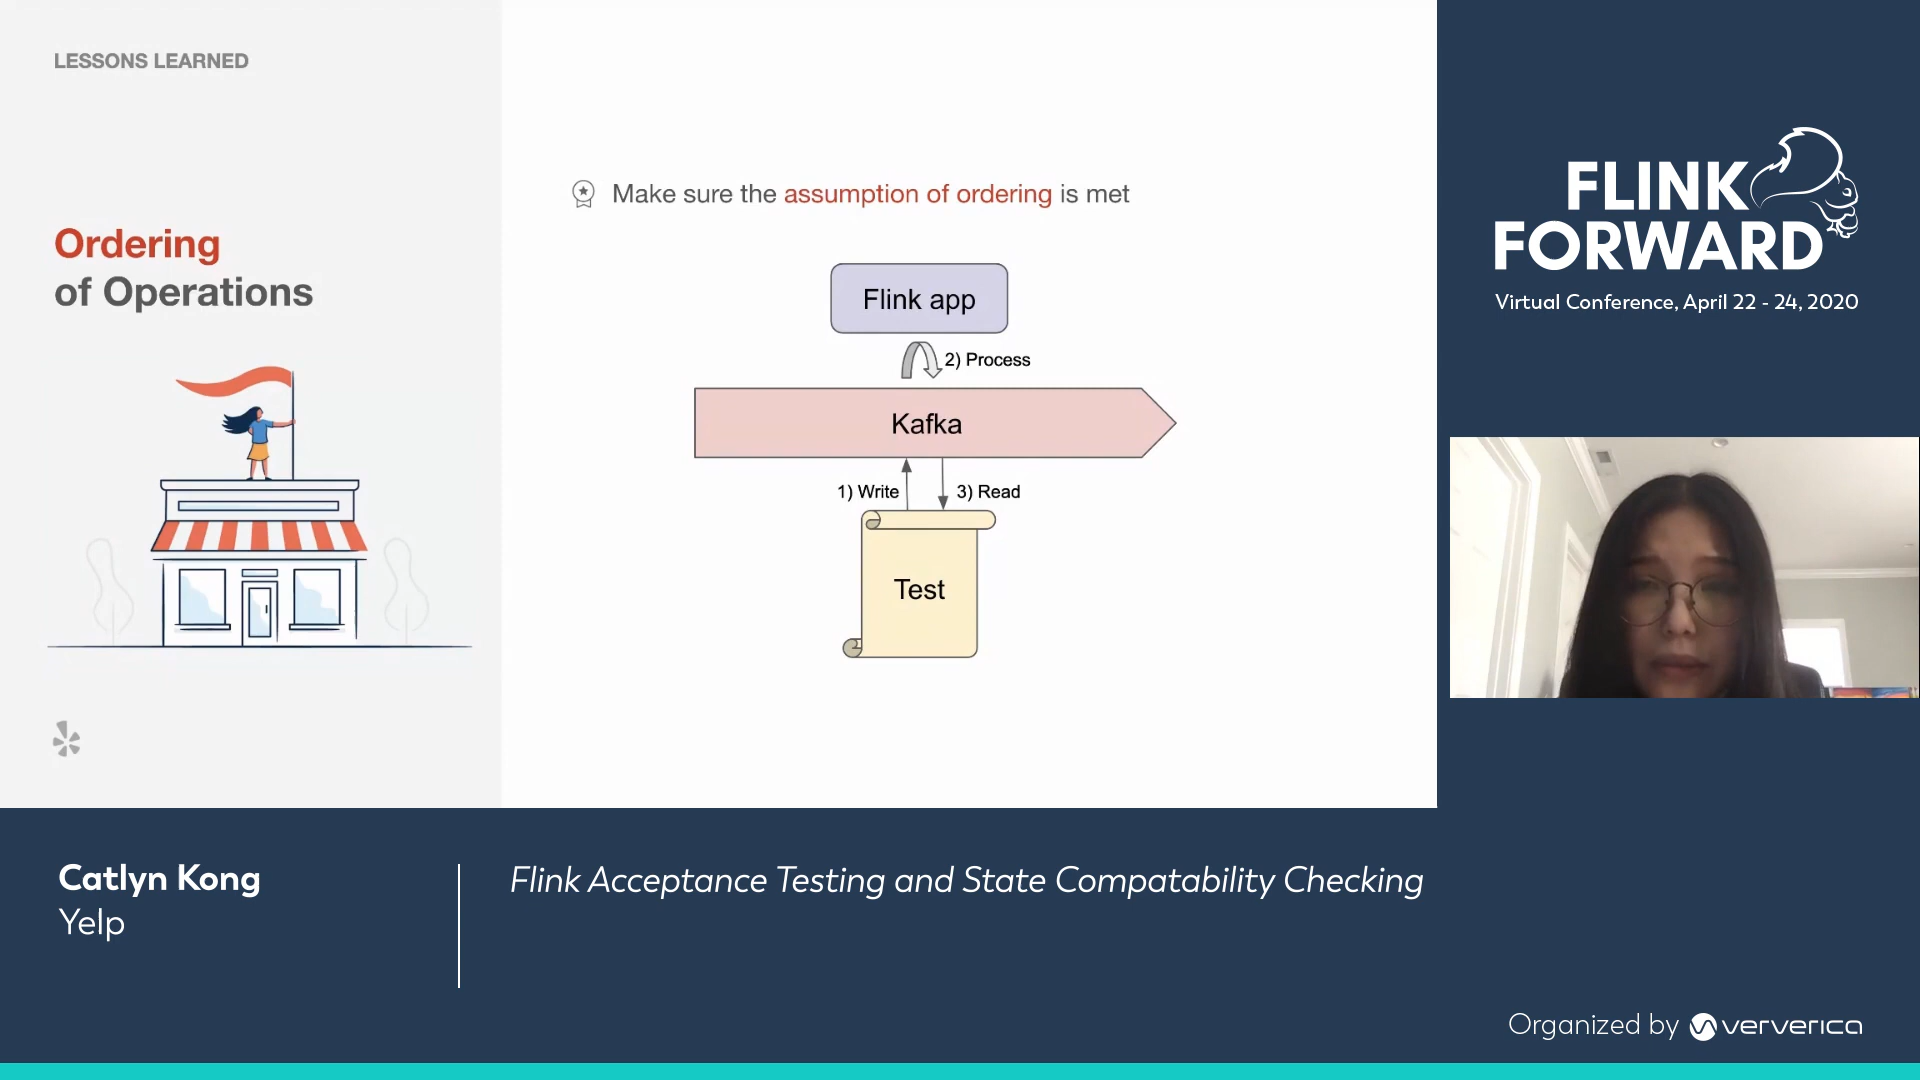 LESSONS LEARNED
Ordering
of Operations
Make sure the assumption of ordering is met
Flink app
2) Process
Kafka
1) Write
3) Read
Test
FLINK
FORWARD
Virtual Conference, April 22 - 24, 2020
Catlyn Kong
Yelp
Flink Acceptance Testing and State Compatability Checking
Organized by ververica